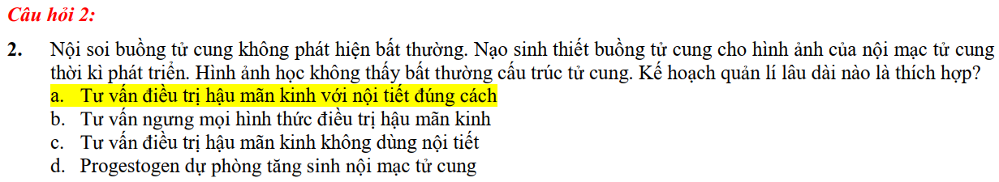 Câu hỏi 2:
2. Nội soi buồng tử cung không phát hiện bất thường. Nạo sinh thiết buồng tử cung cho hình ảnh của nội mạc tử cung
thời kì phát triển. Hình ảnh học không thấy bất thường cấu trúc tử cung. Kế hoạch quản lí lâu dài nào là thích hợp?
a. Tư vấn điều trị hậu mãn kinh với nội tiết đúng cách
b. Tư vấn ngưng mọi hình thức điều trị hậu mãn kinh
c. Tư vấn điều trị hậu mãn kinh không dùng nội tiết
d. Progestogen dự phòng tăng sinh nội mạc tử cung